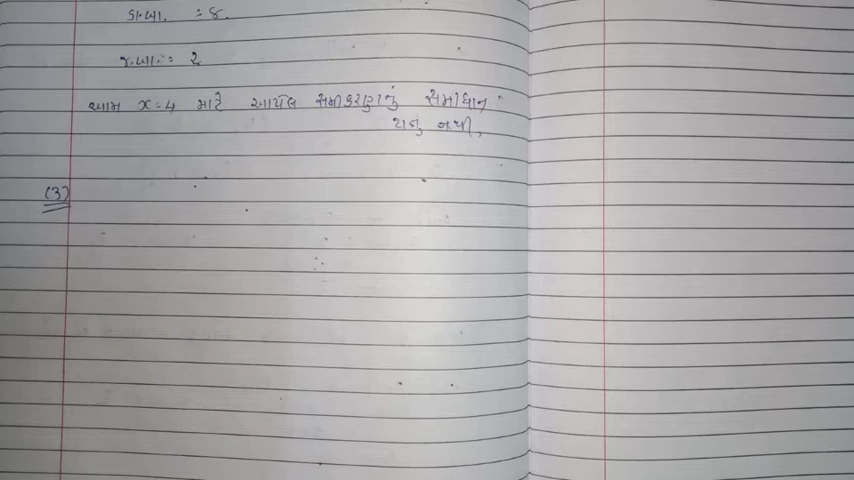 ડા.બા. = ૪.
જ.બા. = ૨
આમ x = 4 માટે આપેલ સમીકરણનું સમાધાન
થતું નથી,
(3)